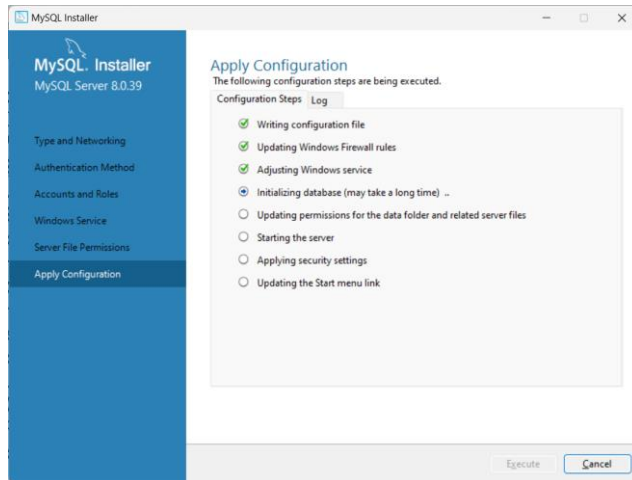 MySQL Installer
MySQL. Installer
MySQL Server 8.0.39
Type and Networking
Authentication Method
Accounts and Roles
Windows Service
Server File Permissions
Apply Configuration
Apply Configuration
The following configuration steps are being executed.
Configuration Steps Log
Writing configuration file
Updating Windows Firewall rules
Adjusting Windows service
Initializing database (may take a long time) ..
Updating permissions for the data folder and related server files
Starting the server
Applying security settings
Updating the Start menu link
Execute Cancel